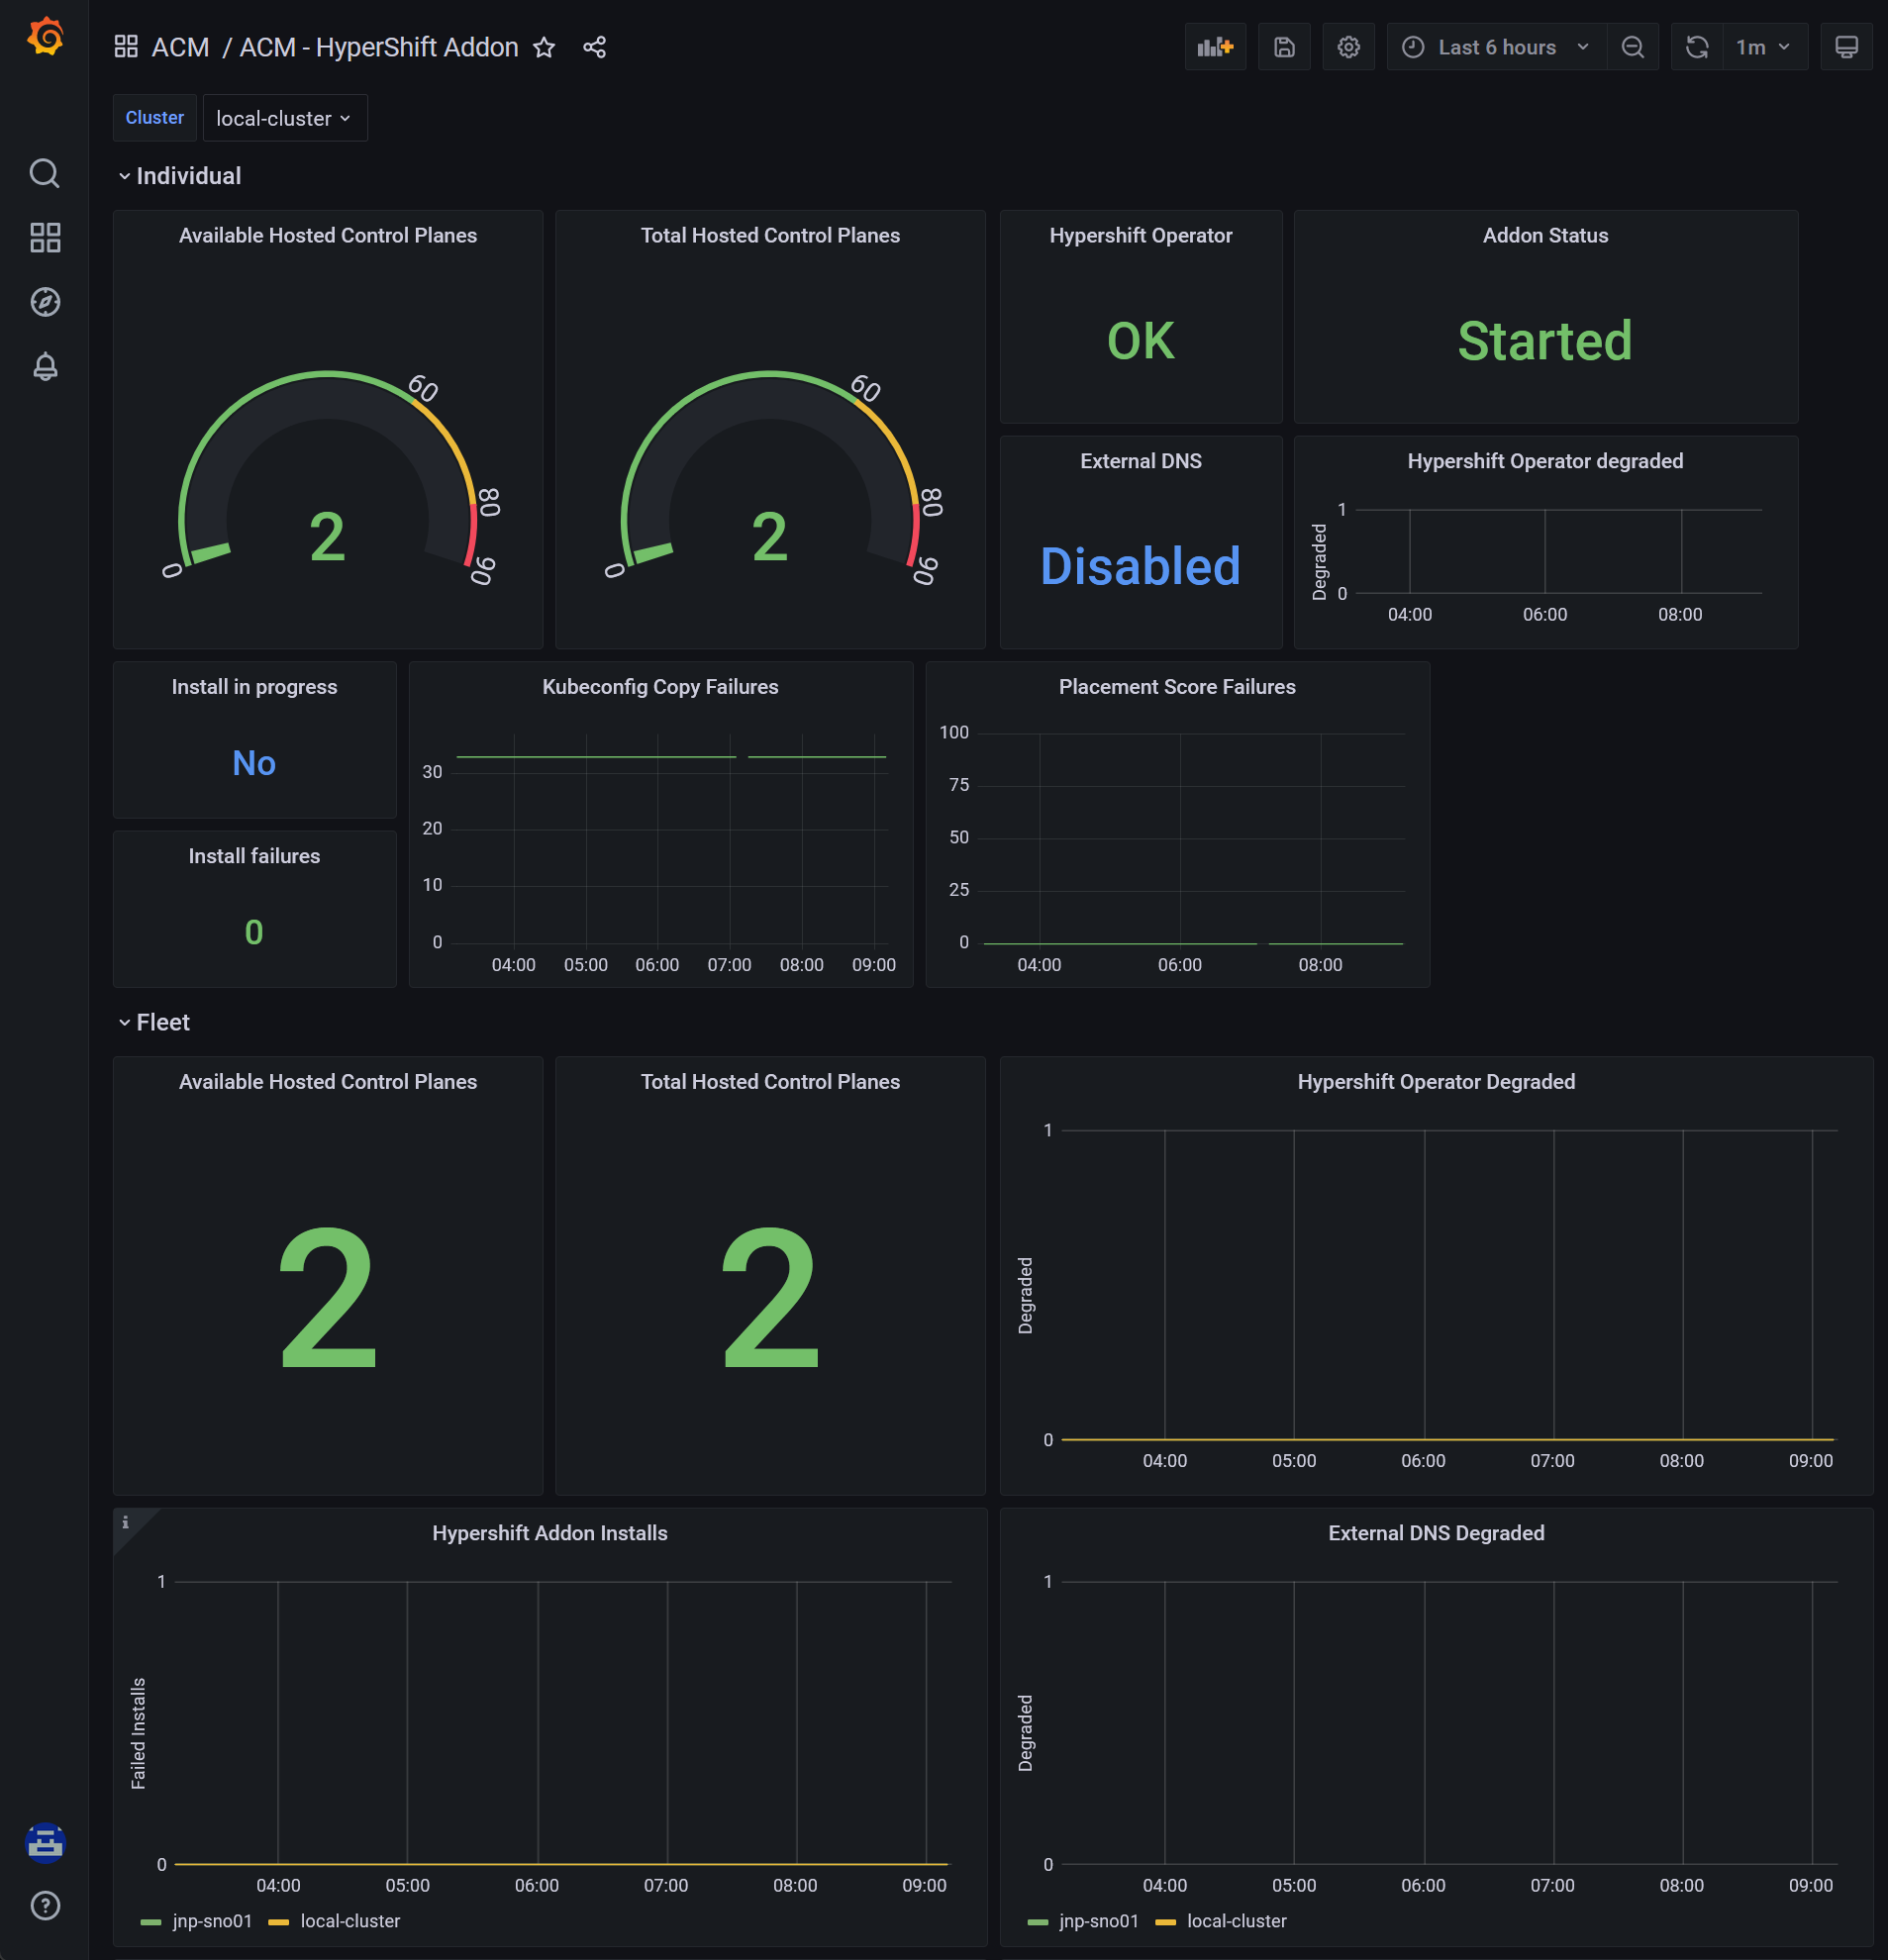 ACM / ACM - HyperShift Addon
Last 6 hours
1m
Cluster
local-cluster
Individual
Available Hosted Control Planes
0
60
80
90
2
Total Hosted Control Planes
0
60
80
90
2
Hypershift Operator
OK
Addon Status
Started
External DNS
Disabled
Hypershift Operator degraded
Degraded
1
0
04:00 06:00 08:00
Install in progress
No
Install failures
0
Kubeconfig Copy Failures
30
20
10
0
04:00 05:00 06:00 07:00 08:00 09:00
Placement Score Failures
100
75
50
25
0
04:00 06:00 08:00
Fleet
Available Hosted Control Planes
2
Total Hosted Control Planes
2
Hypershift Operator Degraded
Degraded
1
0
04:00 05:00 06:00 07:00 08:00 09:00
i
Hypershift Addon Installs
Failed Installs
1
0
04:00 05:00 06:00 07:00 08:00 09:00
jnp-sno01 local-cluster
External DNS Degraded
Degraded
1
0
04:00 05:00 06:00 07:00 08:00 09:00
jnp-sno01 local-cluster